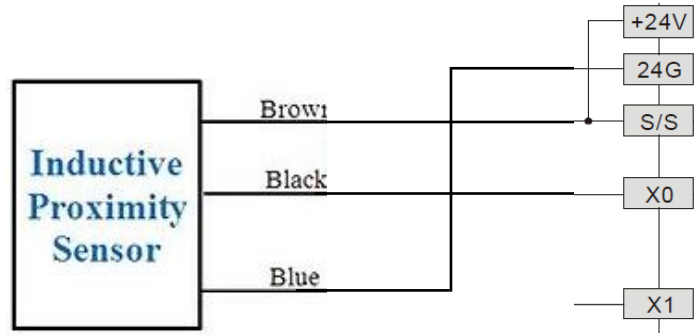 Inductive
Proximity
Sensor
Brown
Black
Blue
+24V
24G
S/S
X0
X1